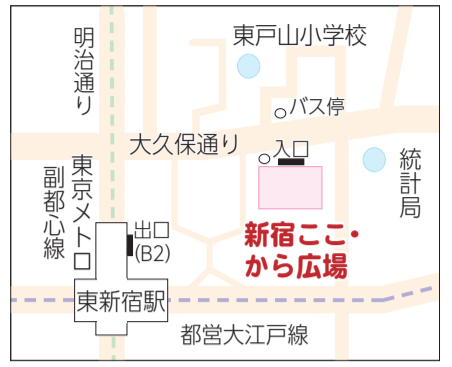 東戸山小学校
明治通り
バス停
大久保通り
入口
統計局
東京メトロ
副都心線
出口
(B2)
新宿ここ・
から広場
東新宿駅
都営大江戸線